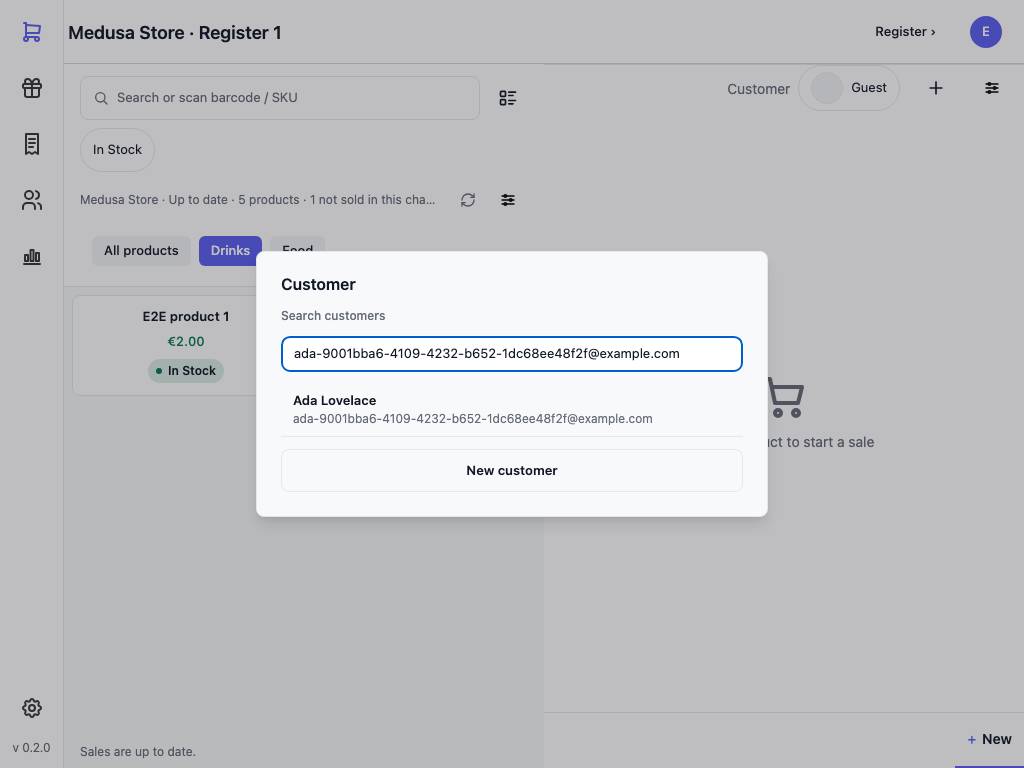 Medusa Store · Register 1
Register ›
E
Search or scan barcode / SKU
Customer
Guest
In Stock
Medusa Store · Up to date · 5 products · 1 not sold in this cha...
All products
Drinks
Food
E2E product 1
€2.00
In Stock
Customer
Search customers
ada-9001bba6-4109-4232-b652-1dc68ee48f2f@example.com
Ada Lovelace
ada-9001bba6-4109-4232-b652-1dc68ee48f2f@example.com
New customer
to start a sale
+ New
v 0.2.0
Sales are up to date.